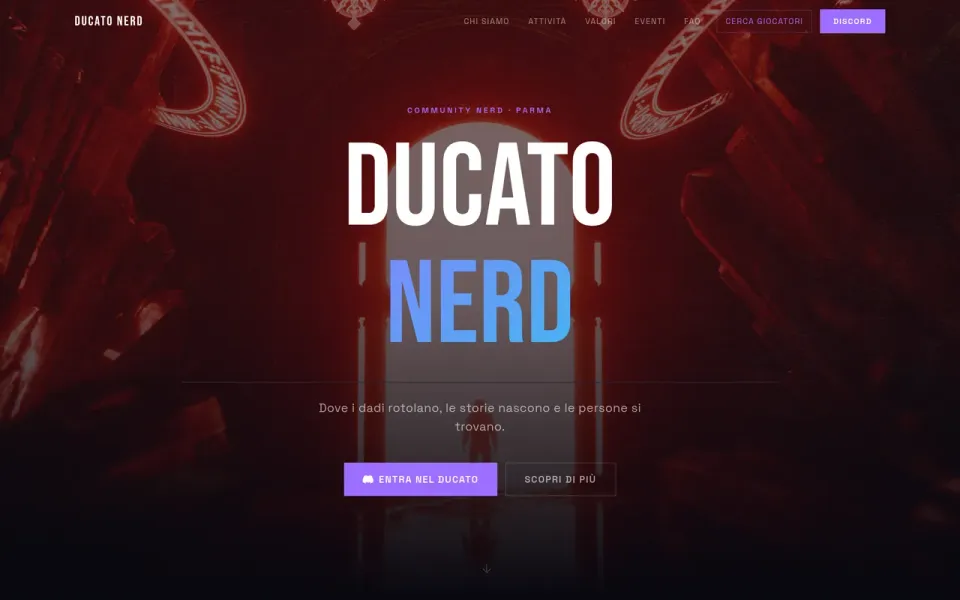 DUCATO NERD
CHI SIAMO
ATTIVITÀ
VALORI
EVENTI
FAQ
CERCA GIOCATORI
DISCORD
COMMUNITY NERD · PARMA
DUCATO
NERD
Dove i dadi rotolano, le storie nascono e le persone si
trovano.
ENTRA NEL DUCATO
SCOPRI DI PIÙ